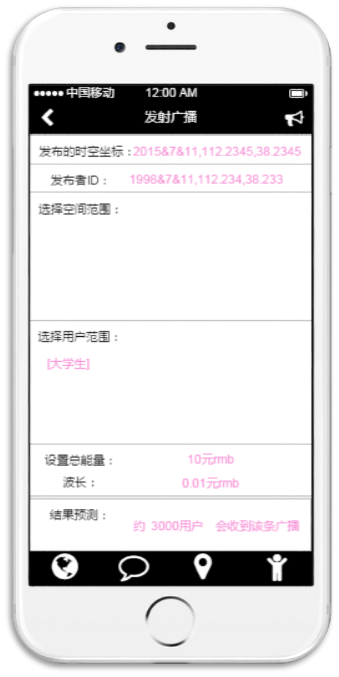 中国移动 12:00 AM
发射广播
发布的时空坐标：2015&7&11,112.2345,38.2345
发布者ID： 1998&7&11,112.234,38.233
选择空间范围：
选择用户范围：
[大学生]
设置总能量： 10元rmb
波长： 0.01元rmb
结果预测：
约 3000用户 会收到该条广播